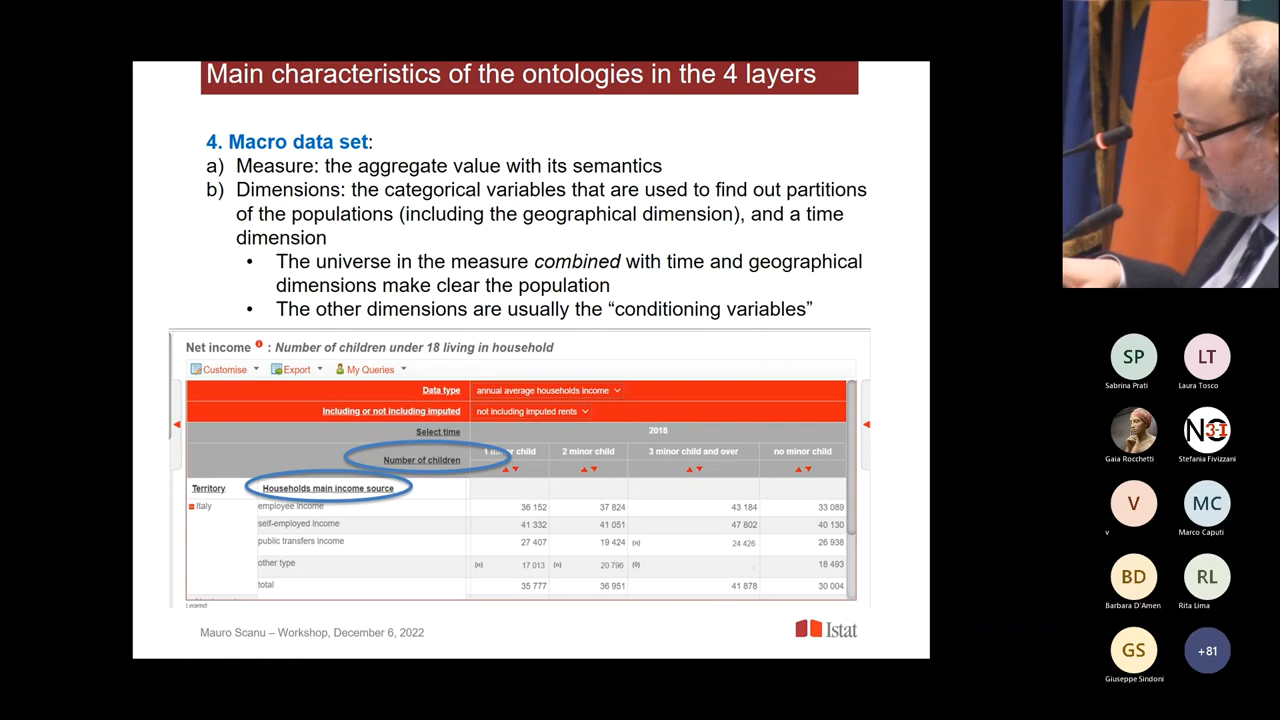 Main characteristics of the ontologies in the 4 layers
4. Macro data set:
a) Measure: the aggregate value with its semantics
b) Dimensions: the categorical variables that are used to find out partitions
of the populations (including the geographical dimension), and a time
dimension
• The universe in the measure combined with time and geographical
dimensions make clear the population
• The other dimensions are usually the “conditioning variables”
Net income : Number of children under 18 living in household
Customise Export My Queries
Data type annual average households income
Including or not including imputed not including imputed rents
Select time 2018
Number of children 1 minor child 2 minor child 3 minor child and over no minor child
Territory Households main income source
Italy employee income 36 152 37 824 43 184 33 089
self-employed income 41 332 41 051 47 802 40 130
public transfers income 27 407 19 424 (n) 24 426 26 938
other type (n) 17 013 (n) 20 796 18 493
total 35 777 36 951 41 878 30 004
Legend
Mauro Scanu – Workshop, December 6, 2022
Istat
SP LT
Sabrina Prati Laura Tosco
N3-I
Gaia Rocchetti Stefania Fivizzani
V MC
v Marco Caputi
BD RL
Barbara D'Amen Rita Lima
GS +81
Giuseppe Sindoni